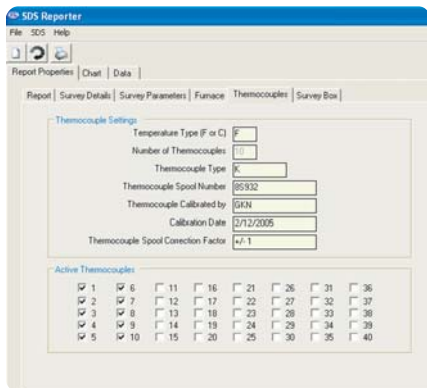 SDS Reporter
File SDS Help
Report Properties Chart Data
Report Survey Details Survey Parameters Furnace Thermocouples Survey Box
Thermocouple Settings
Temperature Type (F or C) F
Number of Thermocouples 10
Thermocouple Type K
Thermocouple Spool Number 85932
Thermocouple Calibrated by GKN
Calibration Date 2/12/2005
Thermocouple Spool Correction Factor +/- 1
Active Thermocouples
1 6 11 16 21 26 31 36
2 7 12 17 22 27 32 37
3 8 13 18 23 28 33 38
4 9 14 19 24 29 34 39
5 10 15 20 25 30 35 40